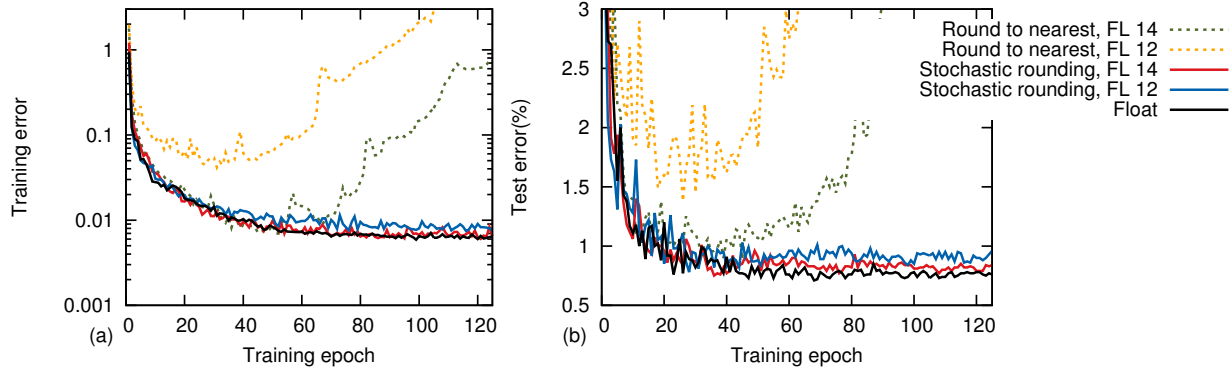 Training error
1
0.1
0.01
0.001
0 20 40 60 80 100 120
(a)
Training epoch
Test error(%)
3
2.5
2
1.5
1
0.5
0 20 40 60 80 100 120
(b)
Training epoch
Round to nearest, FL 14
Round to nearest, FL 12
Stochastic rounding, FL 14
Stochastic rounding, FL 12
Float